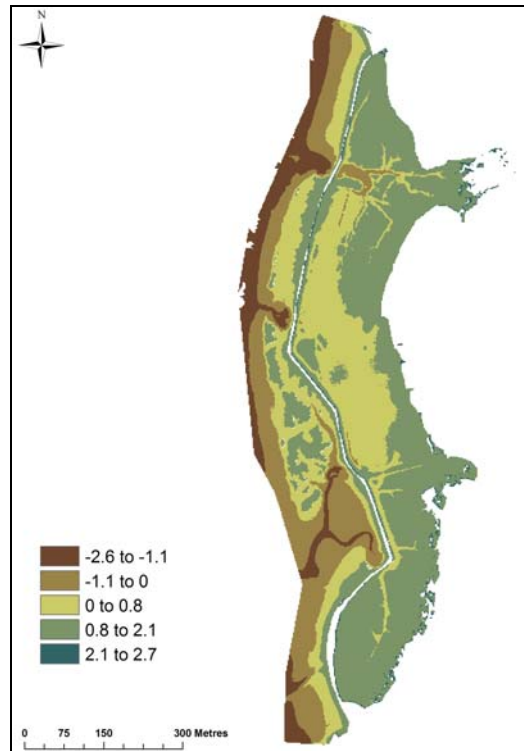 N
-2.6 to -1.1
-1.1 to 0
0 to 0.8
0.8 to 2.1
2.1 to 2.7
0 75 150 300 Metres